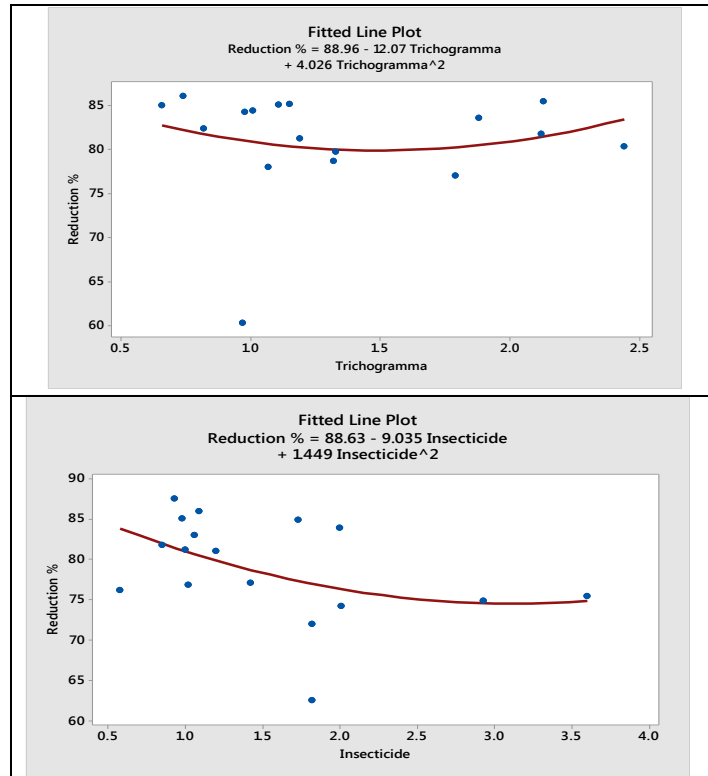 Fitted Line Plot
Reduction % = 88.96 - 12.07 Trichogramma
+ 4.026 Trichogramma^2
85
80
75
70
65
60
Reduction %
0.5 1.0 1.5 2.0 2.5
Trichogramma
Fitted Line Plot
Reduction % = 88.63 - 9.035 Insecticide
+ 1.449 Insecticide^2
90
85
80
75
70
65
60
Reduction %
0.5 1.0 1.5 2.0 2.5 3.0 3.5 4.0
Insecticide